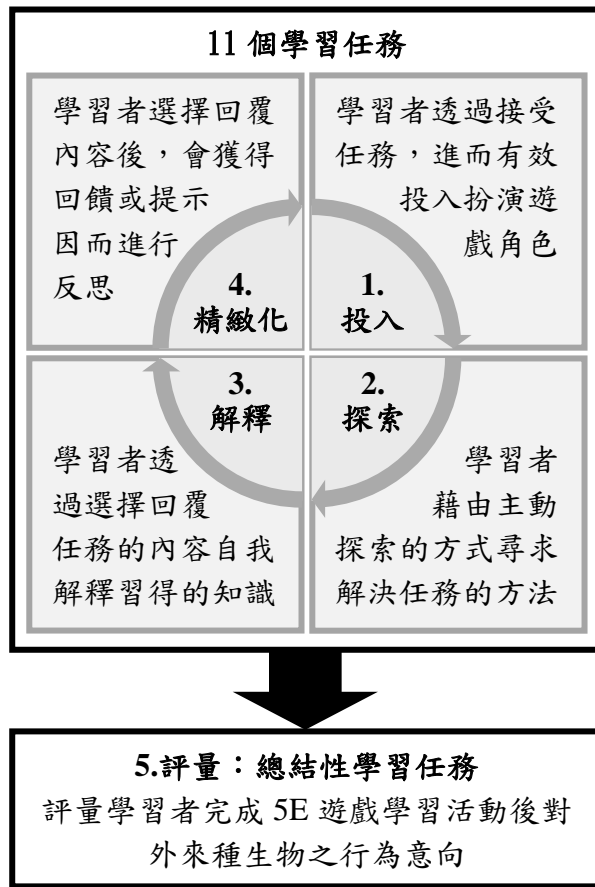 11 個學習任務
學習者選擇回覆
內容後，會獲得
回饋或提示
因而進行
反思
4.
精緻化
學習者透過接受
任務，進而有效
投入扮演遊
戲角色
1.
投入
2.
探索
學習者
藉由主動
探索的方式尋求
解決任務的方法
3.
解釋
學習者透
過選擇回覆
任務的內容自我
解釋習得的知識
5.評量：總結性學習任務
評量學習者完成 5E 遊戲學習活動後對
外來種生物之行為意向